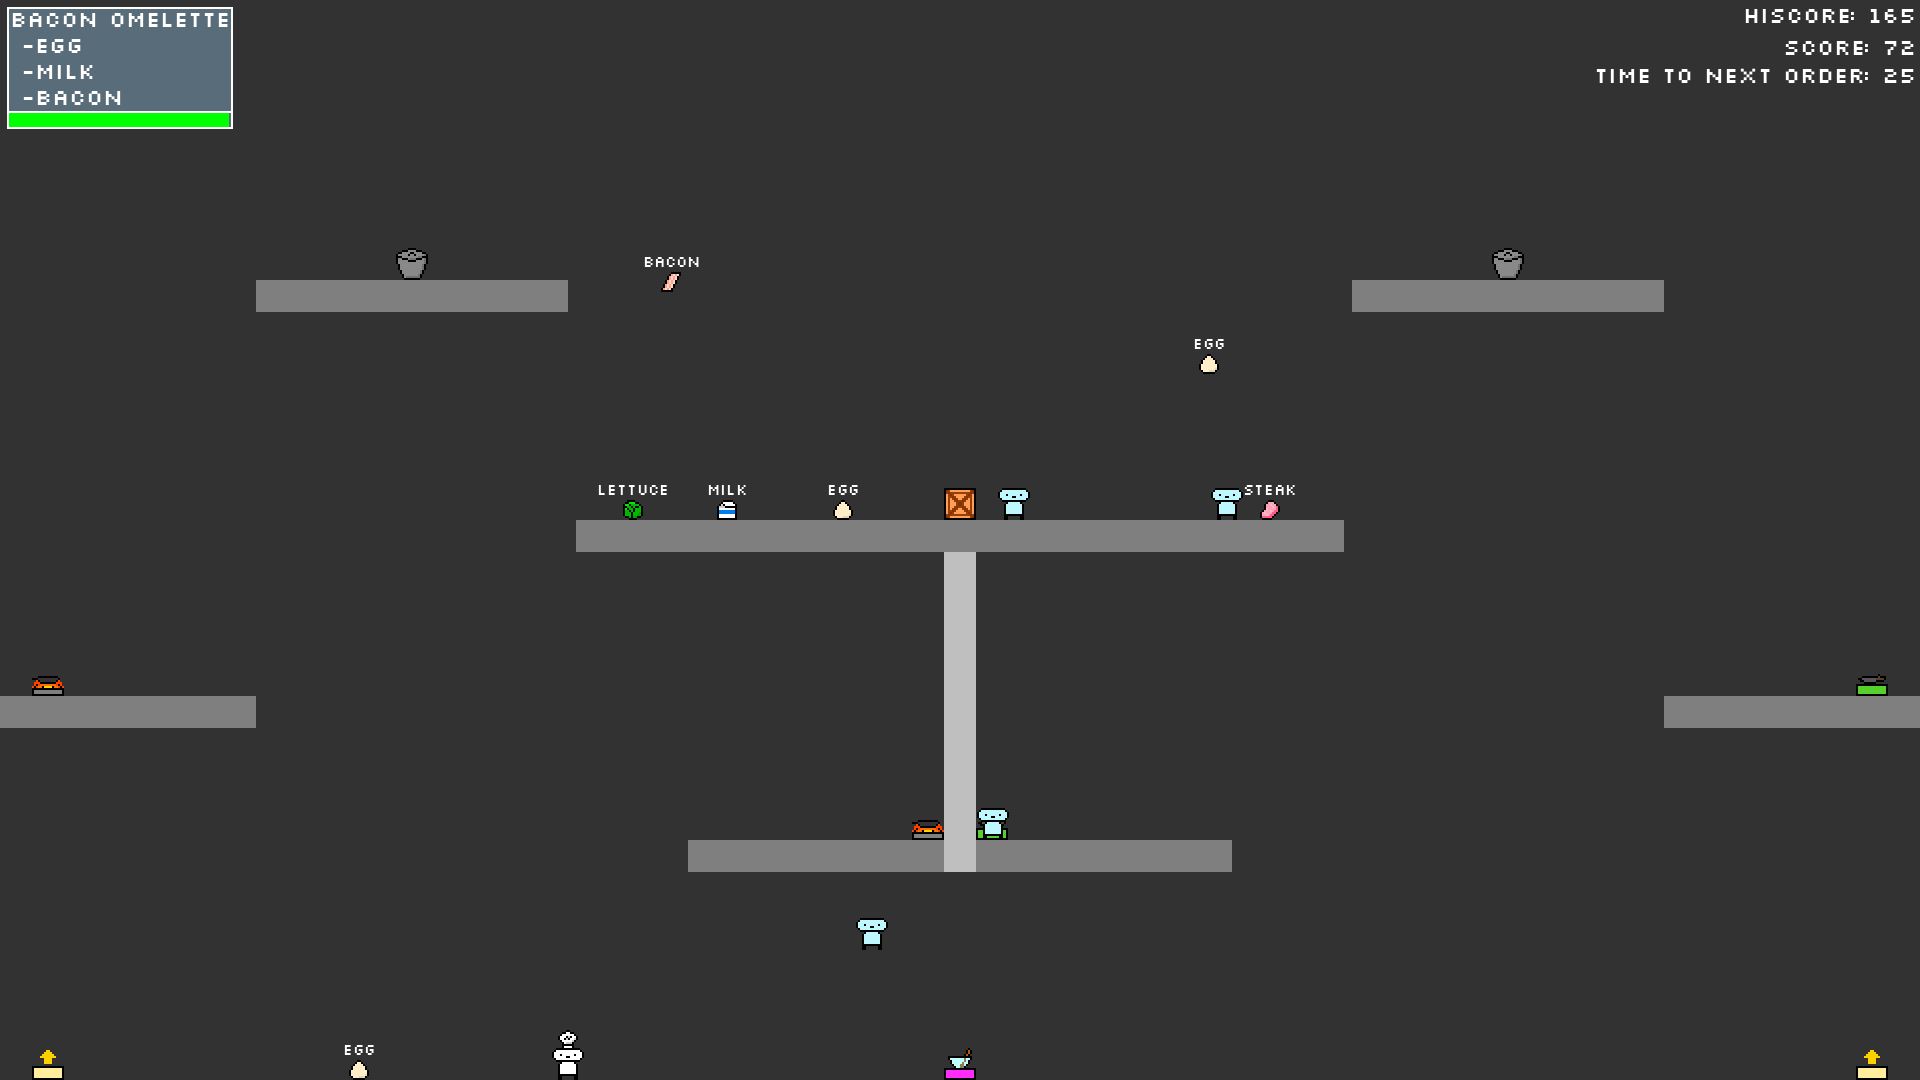 BACON OMELETTE
-EGG
-MILK
-BACON
HISCORE: 165
SCORE: 72
TIME TO NEXT ORDER: 25
BACON
EGG
LETTUCE
MILK
EGG
STEAK
EGG